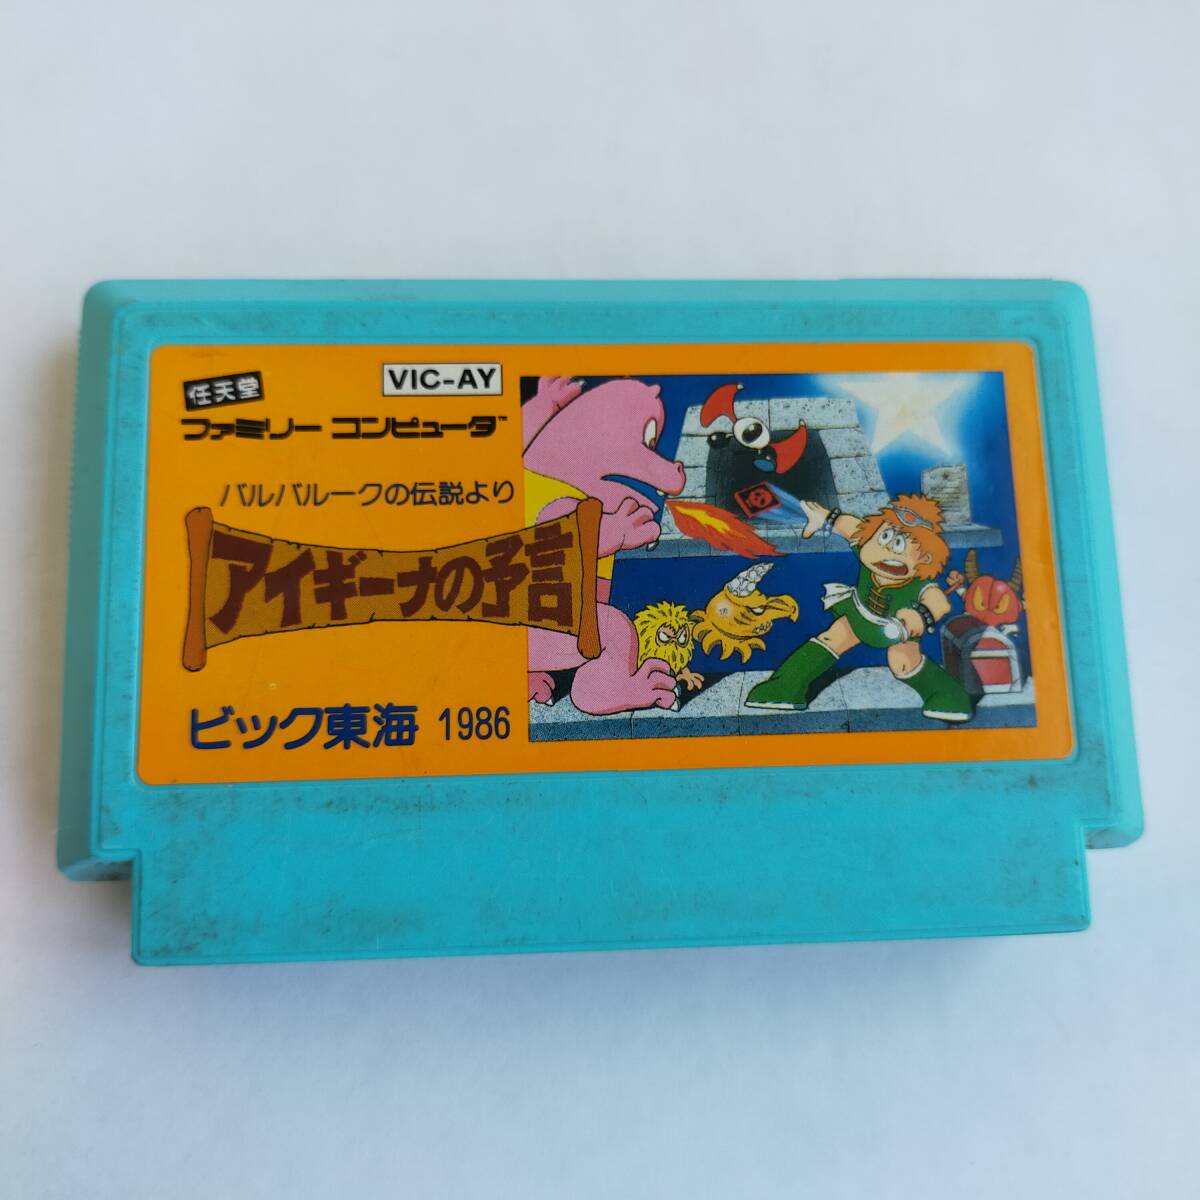 任天堂
VIC-AY
ファミリー コンピュータ™
バルバルークの伝説より
アイギーナの予言
ビック東海 1986